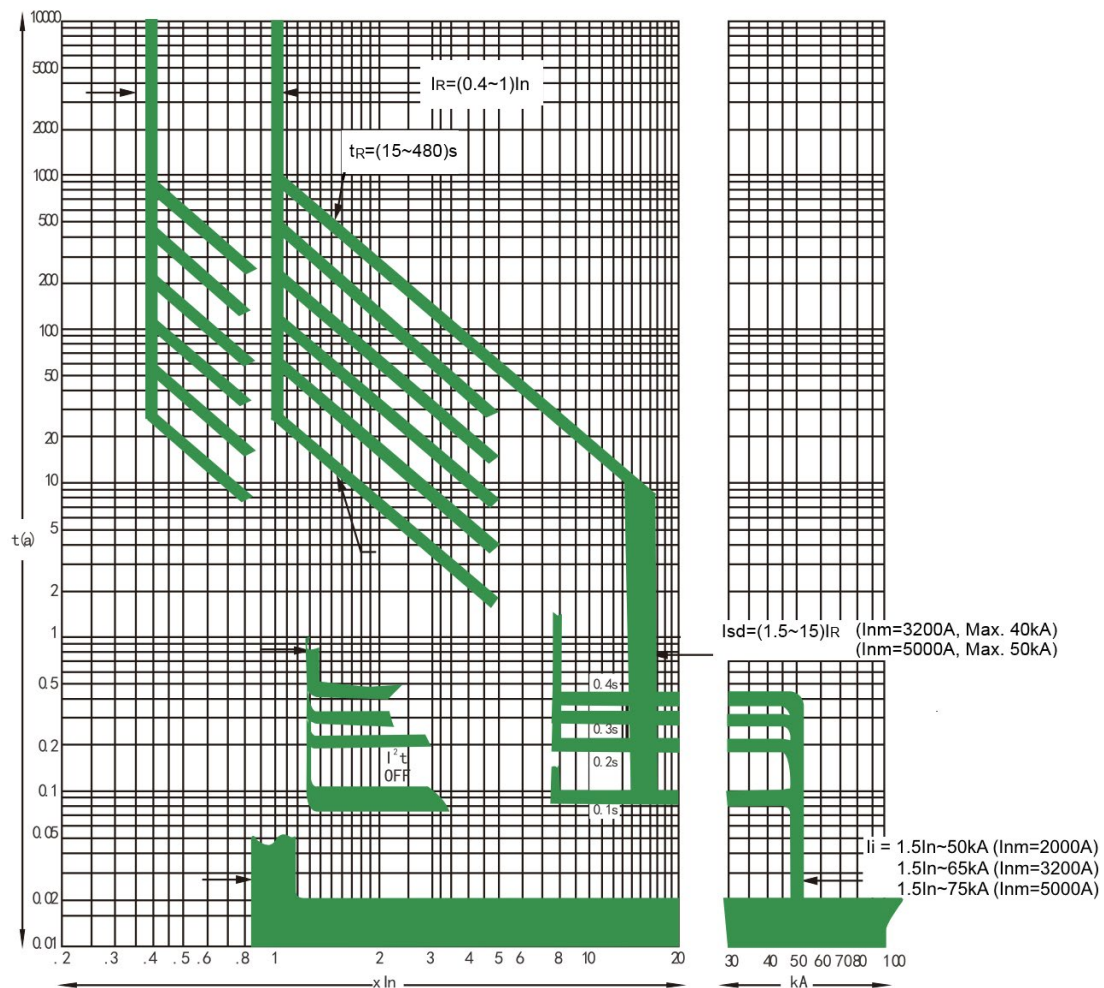 10000
5000
2000
1000
500
200
100
50
20
10
5
2
1
0.5
0.2
0.1
0.05
0.02
0.01
t(a)
IR=(0.4~1)In
tR=(15~480)s
Isd=(1.5~15)IR (Inm=3200A, Max. 40kA)
(Inm=5000A, Max. 50kA)
0.4s
0.3s
0.2s
0.1s
I²t
OFF
Ii = 1.5In~50kA (Inm=2000A)
1.5In~65kA (Inm=3200A)
1.5In~75kA (Inm=5000A)
.2 .3 .4 .5 .6 .8 1 2 3 4 5 6 8 10 20
30 40 50 60 70 80 100
x In
kA